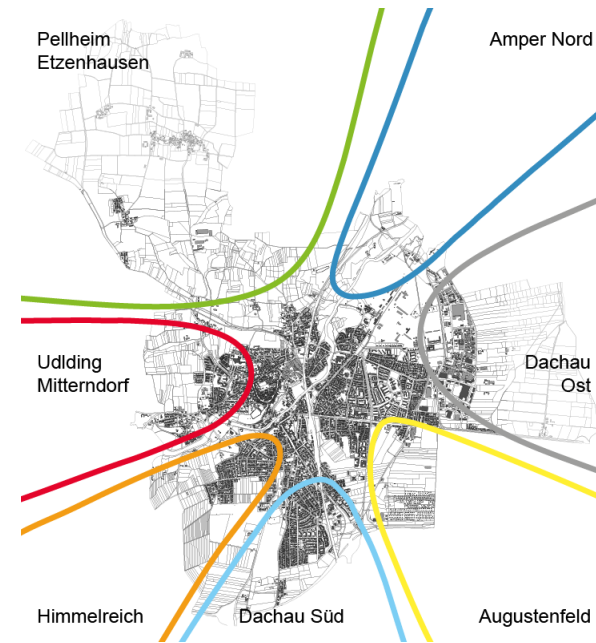 Pellheim
Etzenhausen
Amper Nord
Udlding
Mitterndorf
Dachau
Ost
Himmelreich
Dachau Süd
Augustenfeld